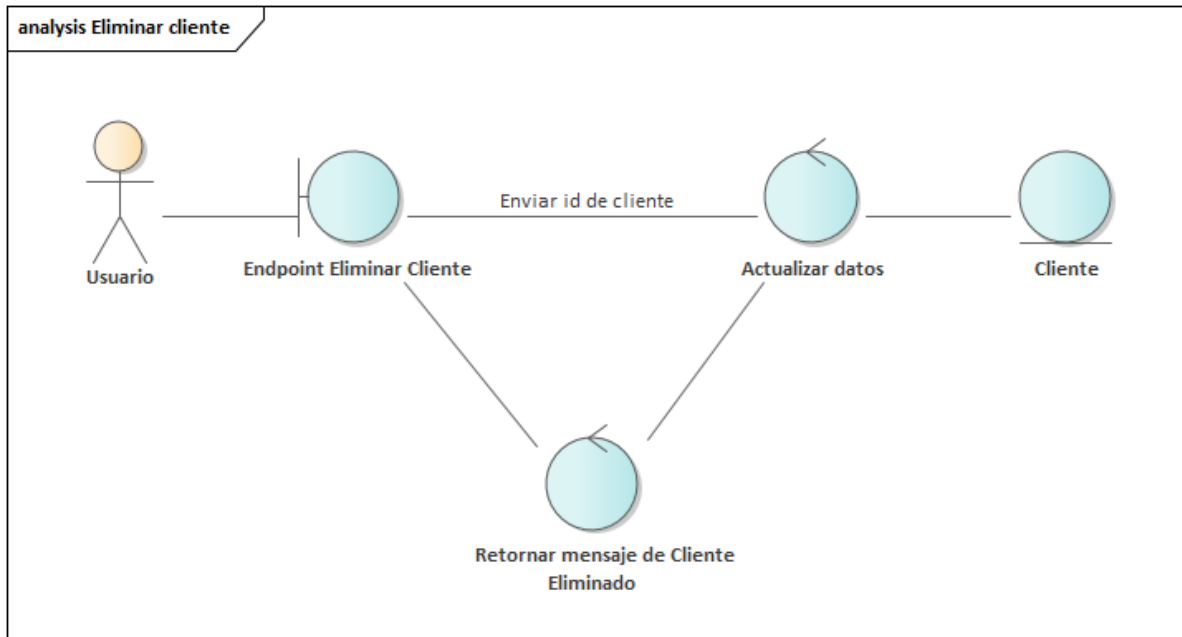 analysis Eliminar cliente
Enviar id de cliente
Usuario
Endpoint Eliminar Cliente
Actualizar datos
Cliente
Retornar mensaje de Cliente
Eliminado